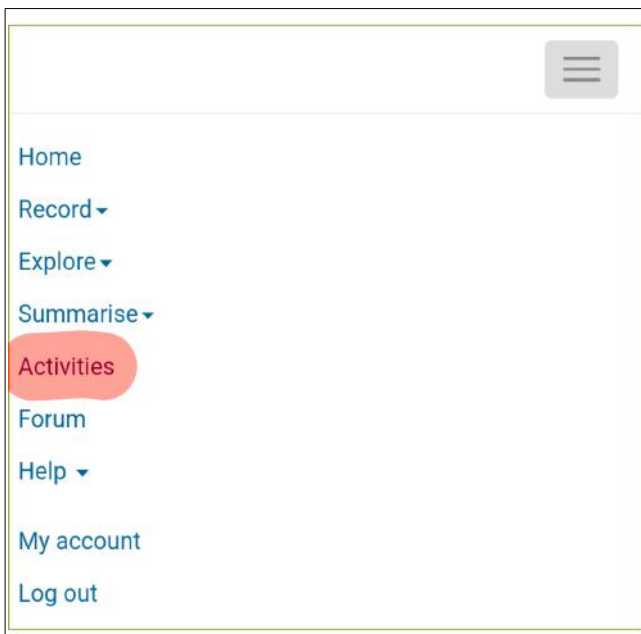 Home
Record
Explore
Summarise
Activities
Forum
Help
My account
Log out